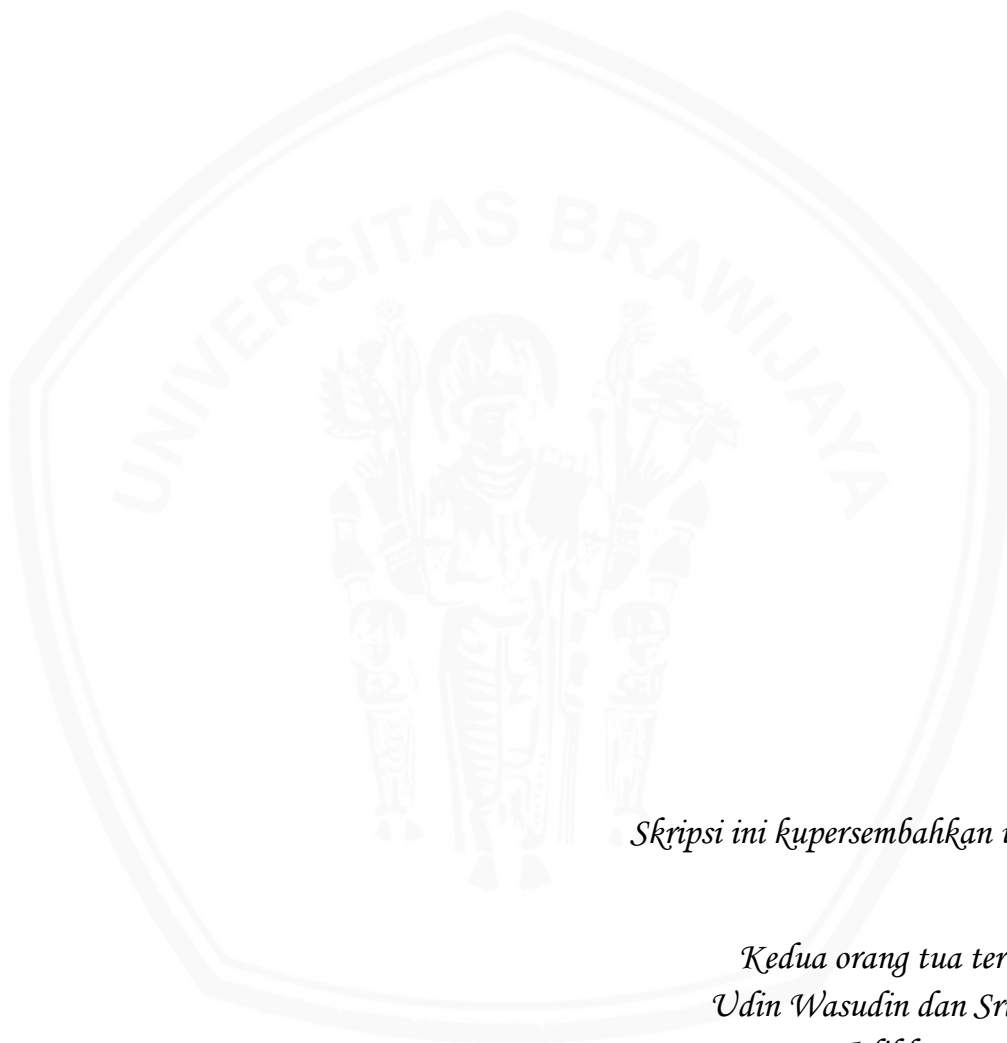 UNIVERSITAS BRAWIJAYA
Skripsi ini kupersembahkan
Kedua orang tua
Udin Wasudin dan